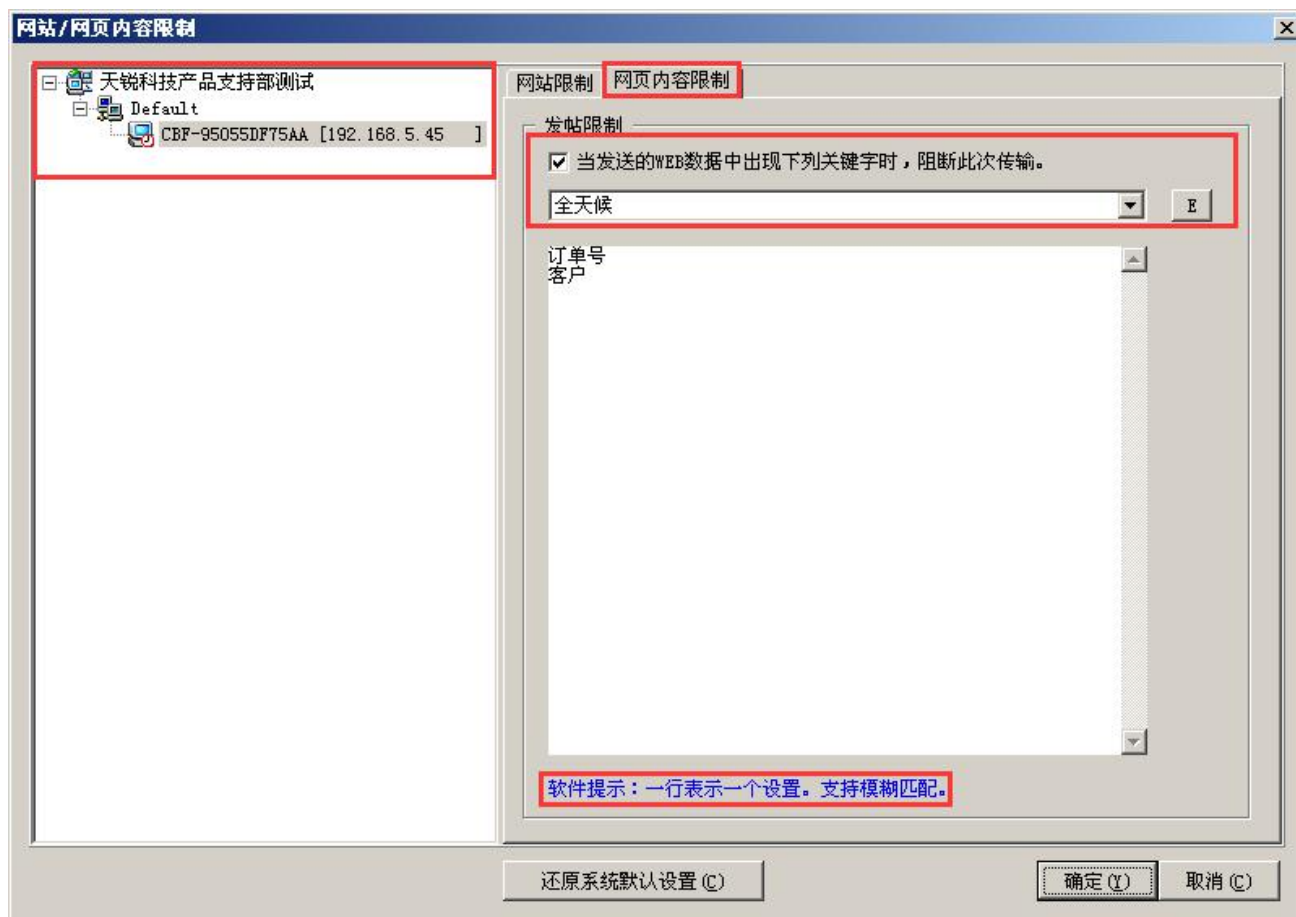 网站/网页内容限制
天锐科技产品支持部测试
Default
CBF-95055DF75AA [192.168.5.45 ]
网站限制 网页内容限制
发帖限制
当发送的WEB数据中出现下列关键字时，阻断此次传输。
全天候 E
订单号
客户
软件提示：一行表示一个设置。支持模糊匹配。
还原系统默认设置(C) 确定(Y) 取消(C)